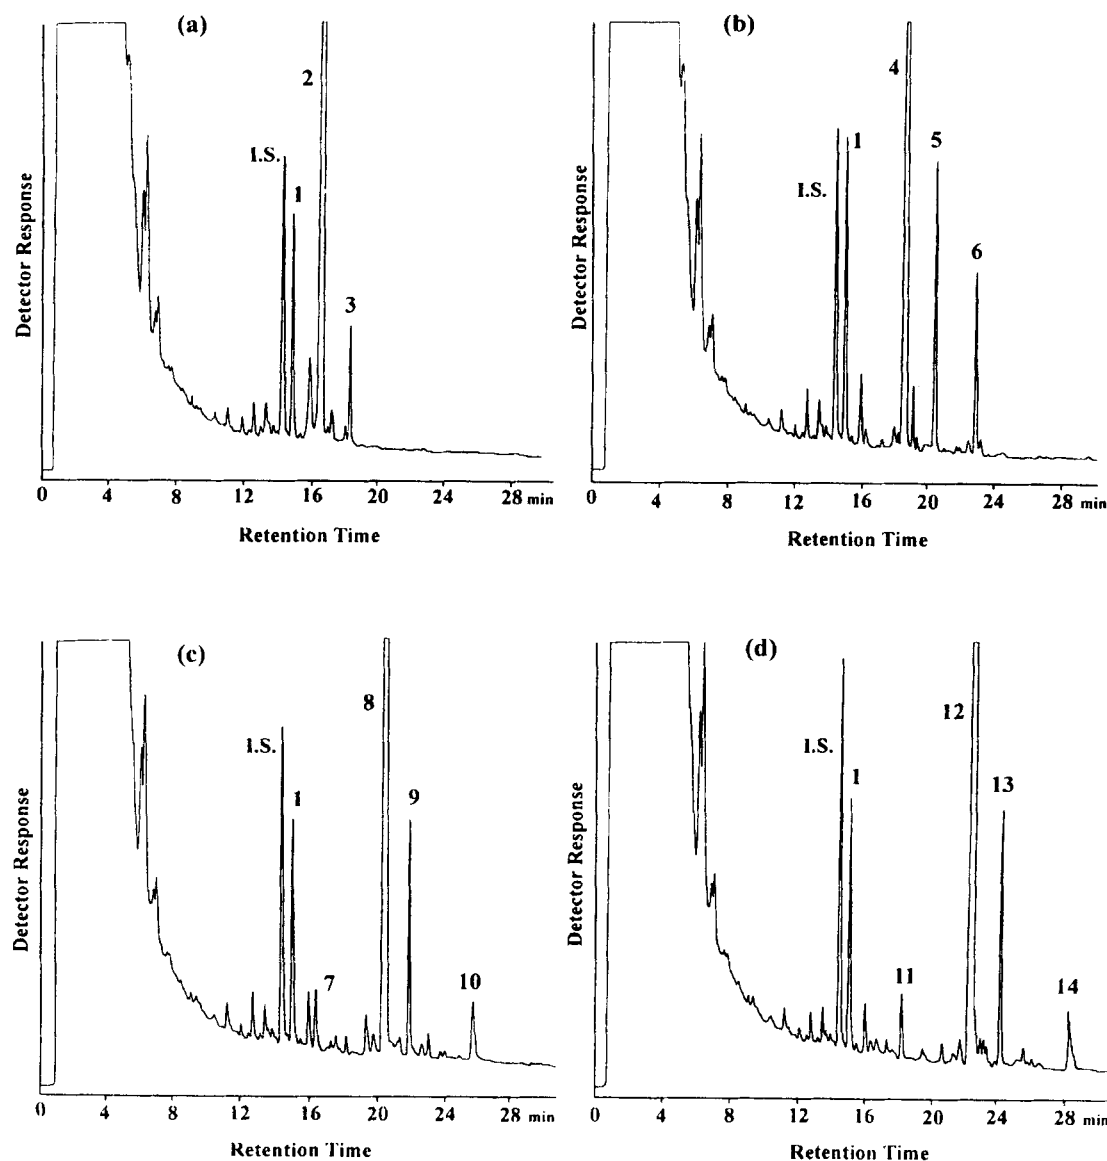 (a)
2
I.S.
1
3
Detector Response
0 4 8 12 16 20 24 28 min
Retention Time
(b)
4
1
5
I.S.
6
Detector Response
0 4 8 12 16 20 24 28 min
Retention Time
(c)
8
I.S.
1
9
7
10
Detector Response
0 4 8 12 16 20 24 28 min
Retention Time
(d)
12
I.S.
1
13
11
14
Detector Response
0 4 8 12 16 20 24 28 min
Retention Time